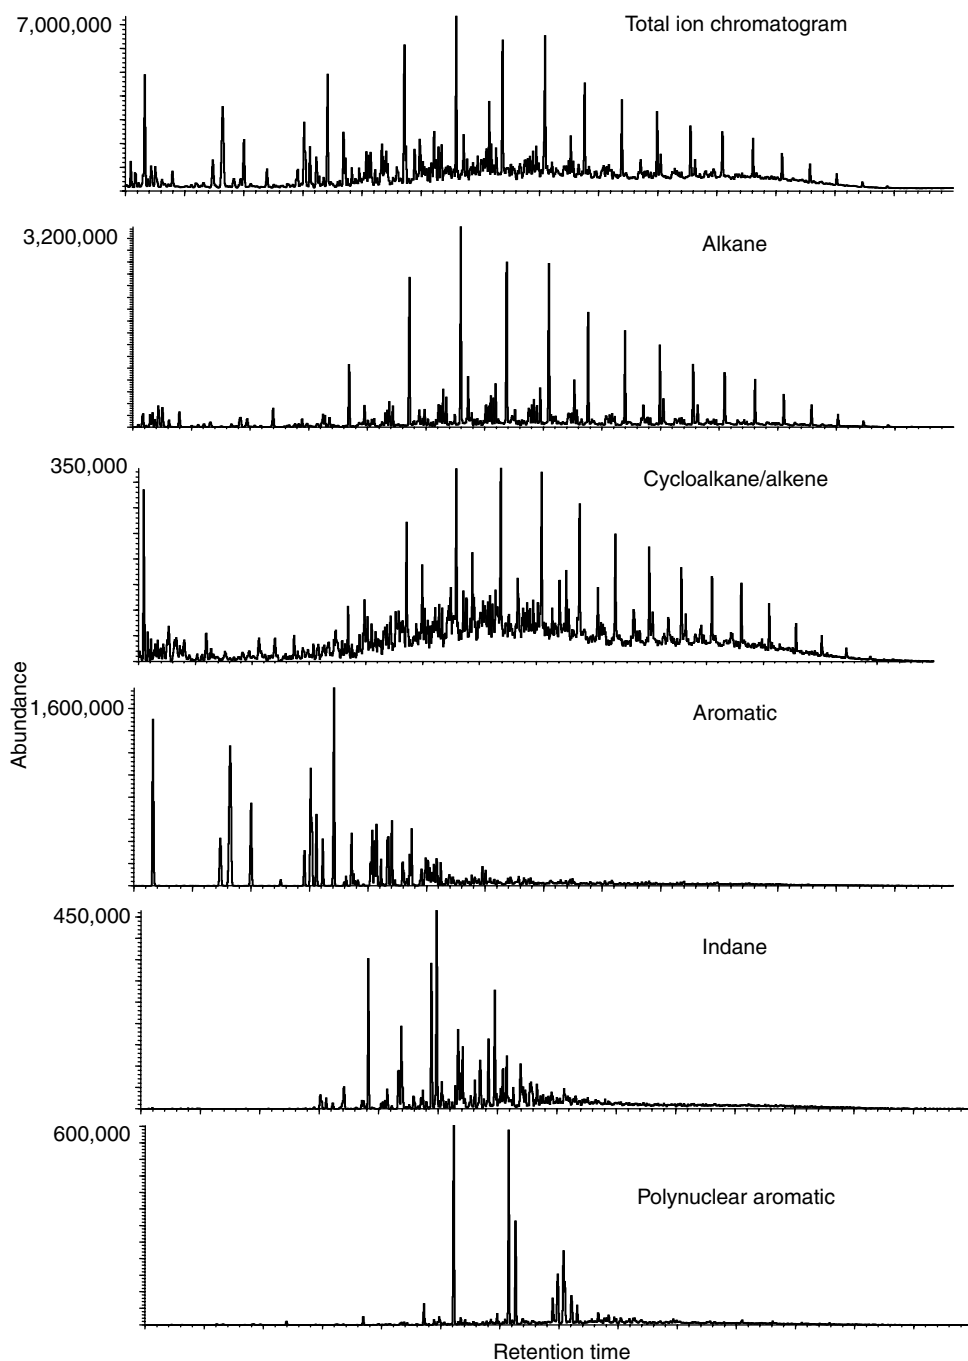 7,000,000
Total ion chromatogram
3,200,000
Alkane
350,000
Cycloalkane/alkene
Abundance
1,600,000
Aromatic
450,000
Indane
600,000
Polynuclear aromatic
Retention time